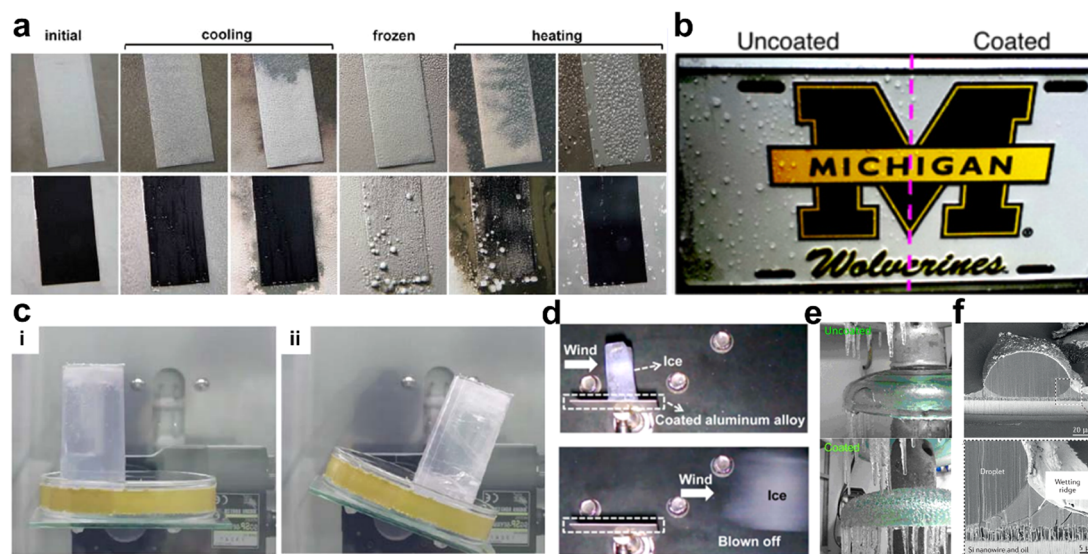 a
initial
cooling
frozen
heating
b
Uncoated
Coated
MICHIGAN
Wolverines
®
c
i
ii
d
Wind
Ice
Coated aluminum alloy
Wind
Ice
Blown off
e
Uncoated
Coated
f
20 µ
Droplet
Wetting
ridge
Si nanowire and oil